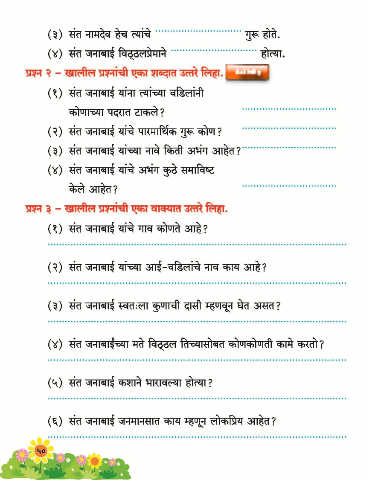 (३) संत नामदेव हेच त्यांचे ............................ गुरू होते.
(४) संत जनाबाई विठ्ठलप्रेमाने ............................ होत्या.
प्रश्न २ – खालील प्रश्नांची एका शब्दात उत्तरे लिहा.
(१) संत जनाबाई यांना त्यांच्या वडिलांनी
कोणाच्या पदरात टाकले? ............................
(२) संत जनाबाई यांचे पारमार्थिक गुरू कोण? ............................
(३) संत जनाबाई यांच्या नावे किती अभंग आहेत? ............................
(४) संत जनाबाई यांचे अभंग कुठे समाविष्ट
केले आहेत? ............................
प्रश्न ३ – खालील प्रश्नांची एका वाक्यात उत्तरे लिहा.
(१) संत जनाबाई यांचे गाव कोणते आहे?
(२) संत जनाबाई यांच्या आई-वडिलांचे नाव काय आहे?
(३) संत जनाबाई स्वतःला कुणाची दासी म्हणवून घेत असत?
(४) संत जनाबाईंच्या मते विठ्ठल तिच्यासोबत कोणकोणती कामे करतो?
(५) संत जनाबाई कशाने भारावल्या होत्या?
(६) संत जनाबाई जनमानसात काय म्हणून लोकप्रिय आहेत?